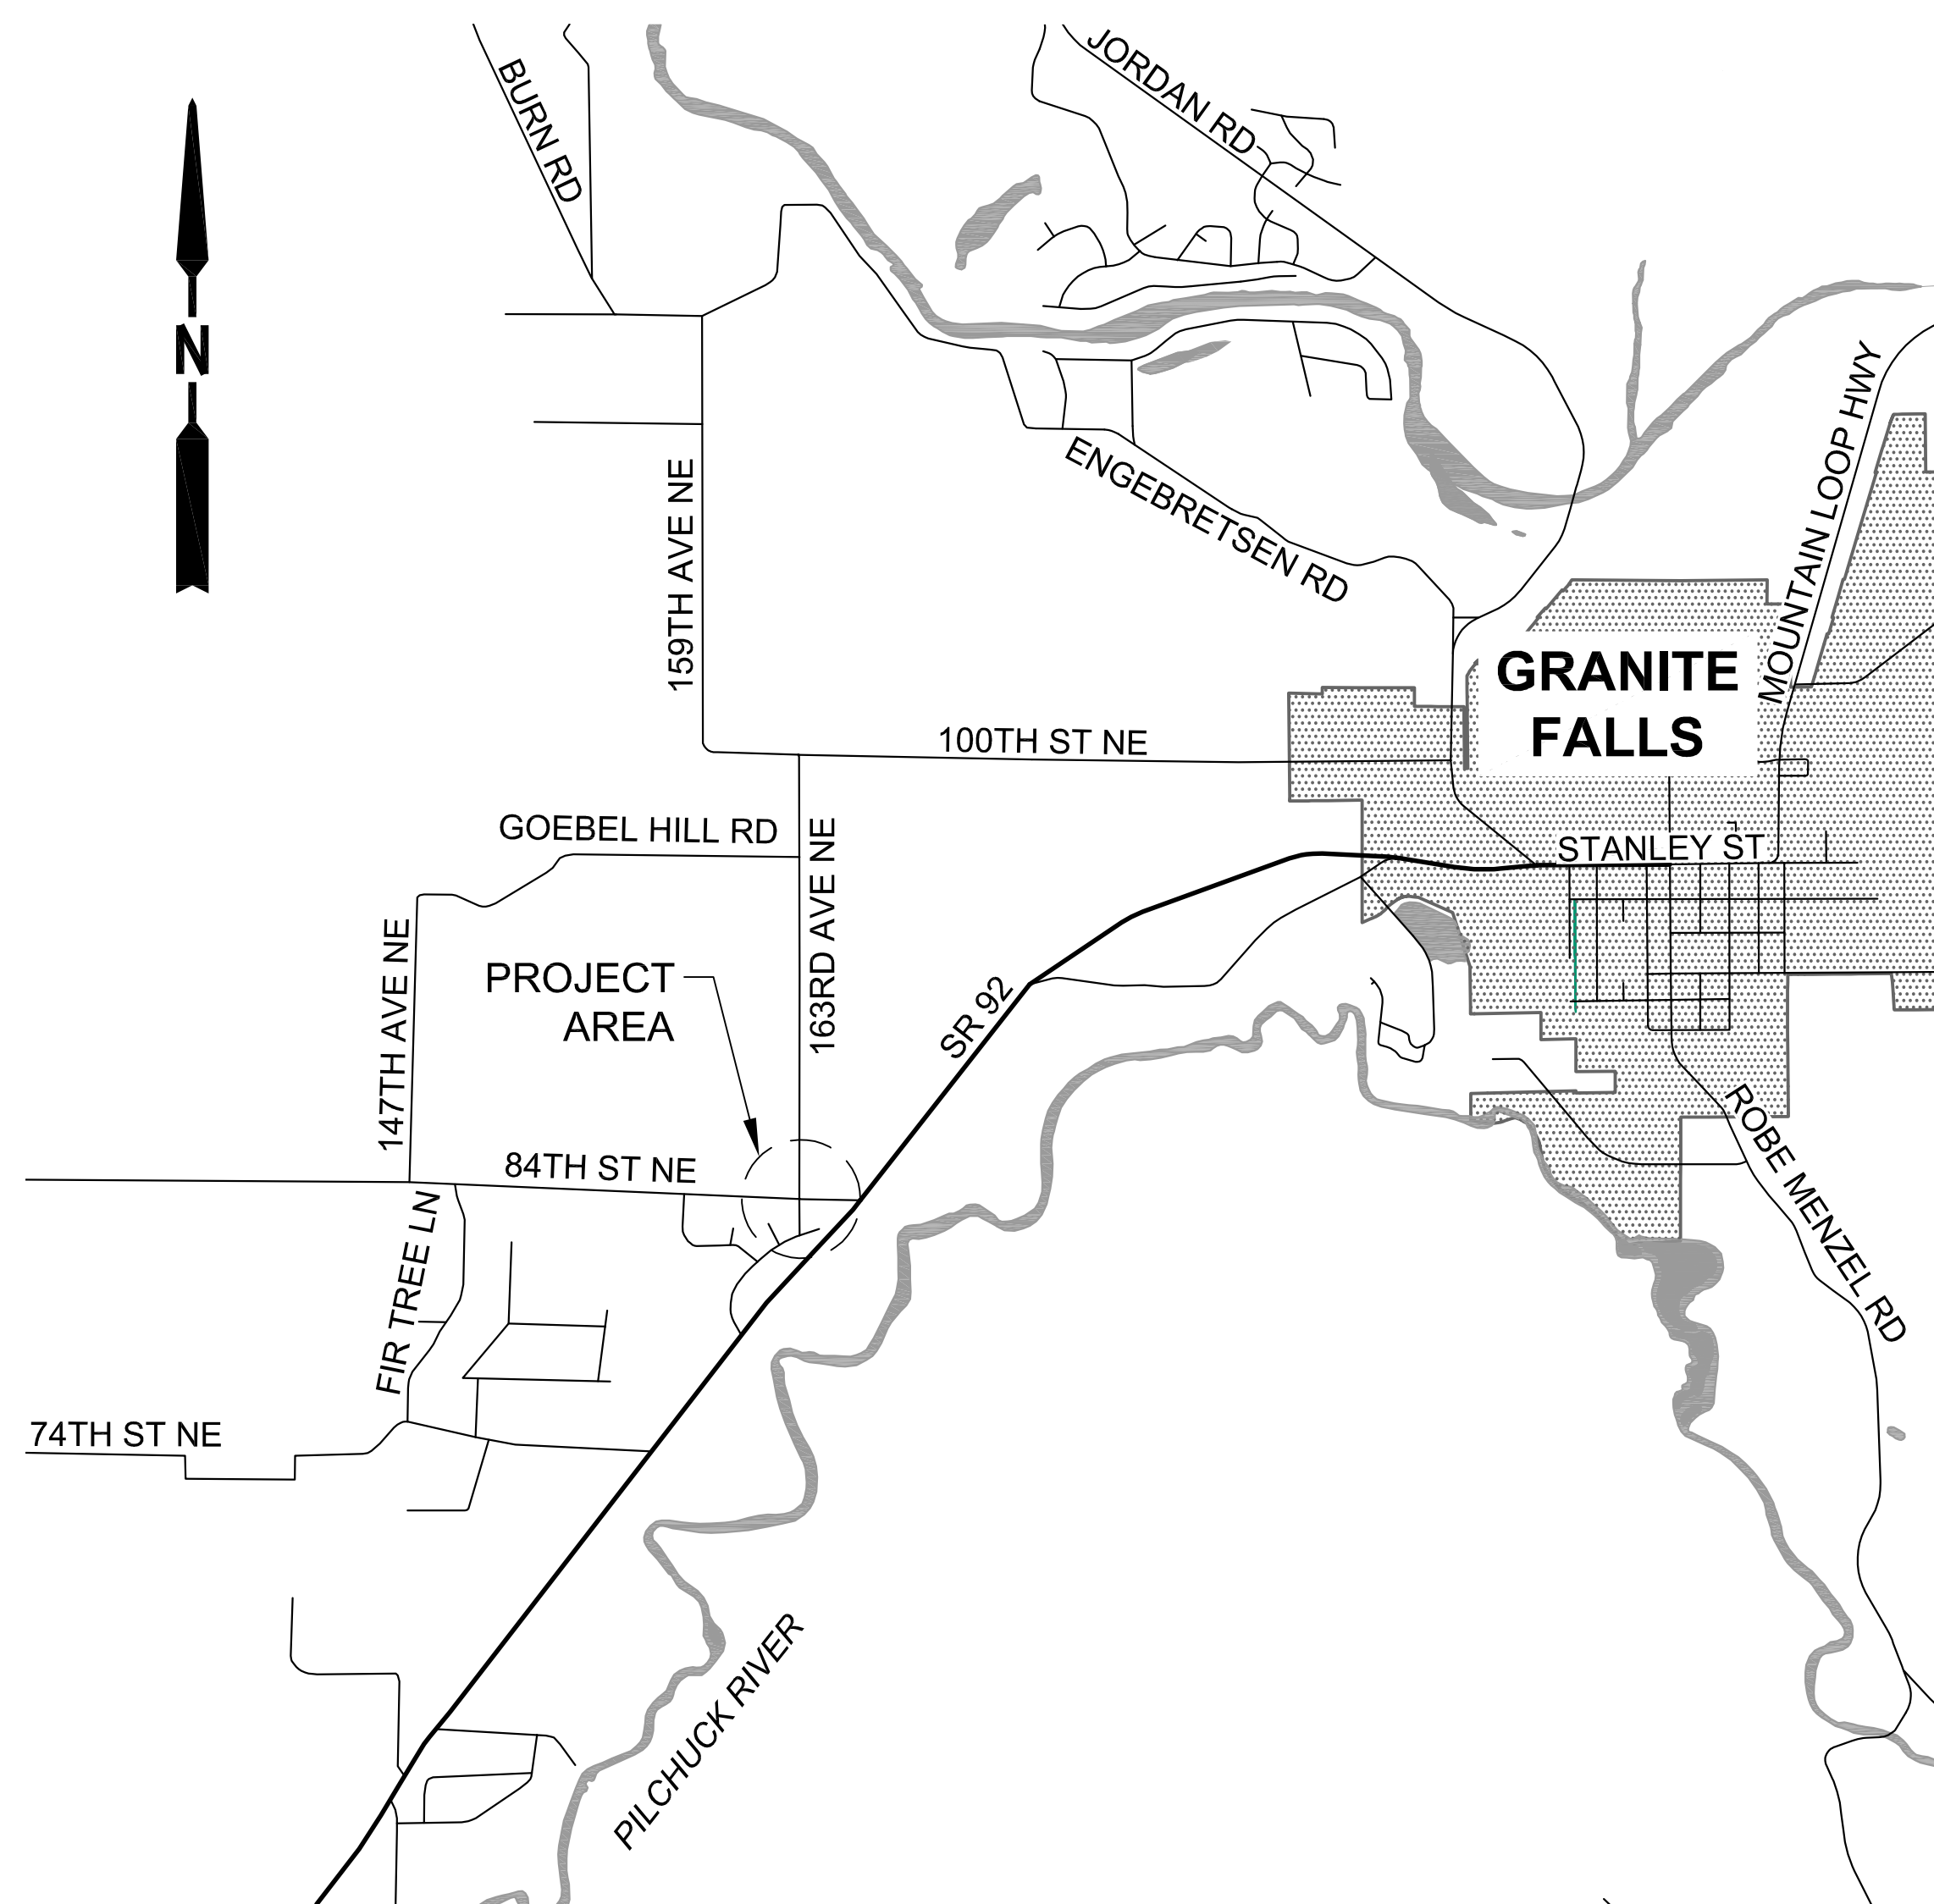 BURN RD
JORDAN RD
N
MOUNTAIN LOOP HWY
159TH AVE NE
ENGEBRETSEN RD
GRANITE
FALLS
100TH ST NE
GOEBEL HILL RD
STANLEY ST
163RD AVE NE
147TH AVE NE
PROJECT
AREA
SR 92
84TH ST NE
ROBE MENZEL RD
FIR TREE LN
74TH ST NE
PILCHUCK RIVER